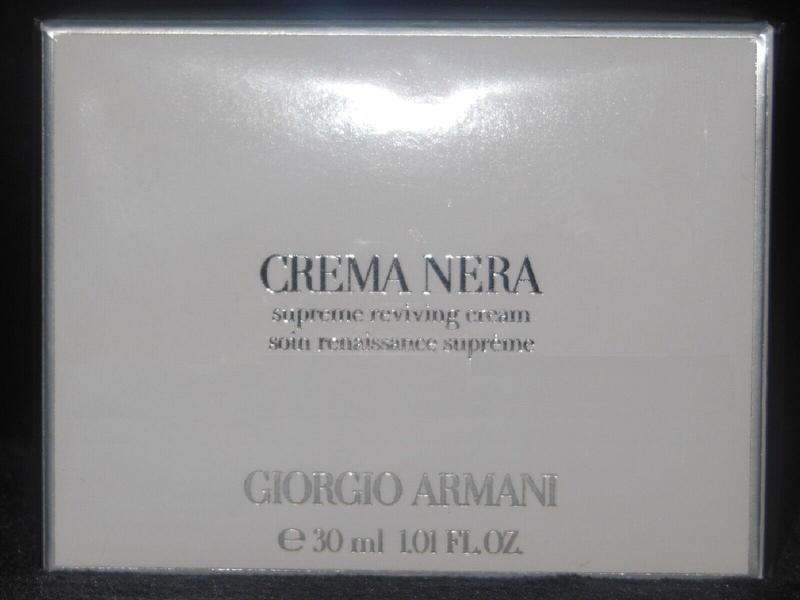 CREMA NERA
supreme reviving cream
soin renaissance suprême
GIORGIO ARMANI
℮ 30 ml 1.01 FL.OZ.